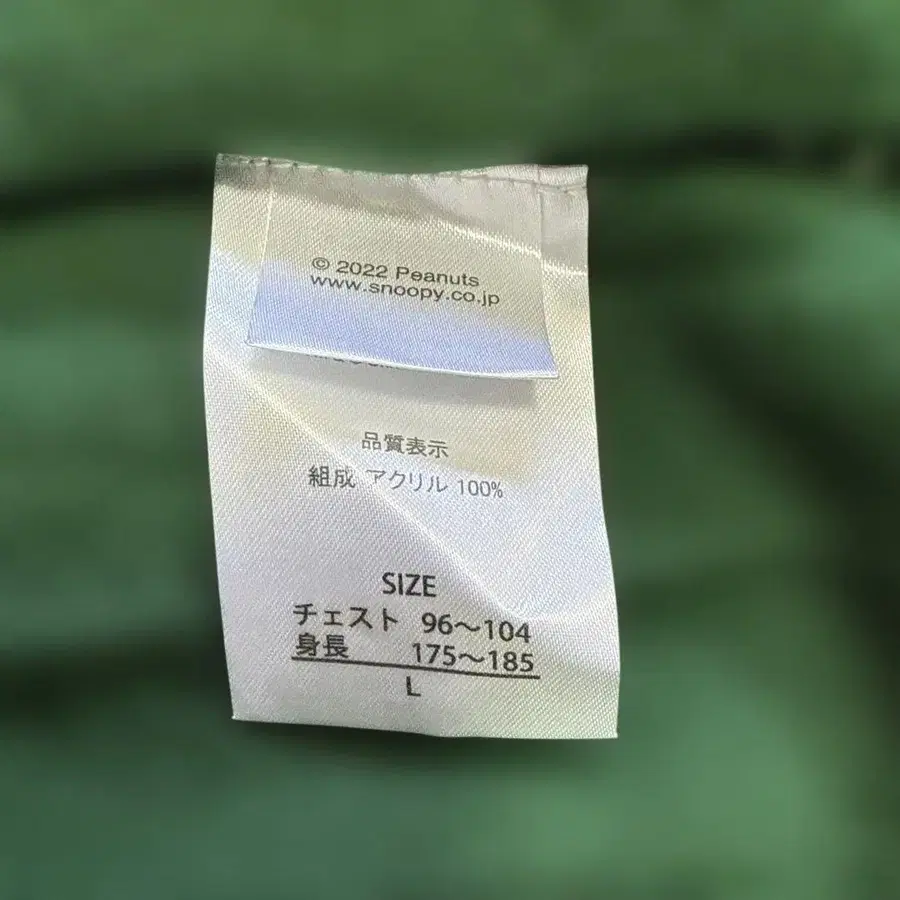 © 2022 Peanuts
www.snoopy.co.jp
品質表示
組成 アクリル 100%
SIZE
チェスト 96～104
身長 175～185
L